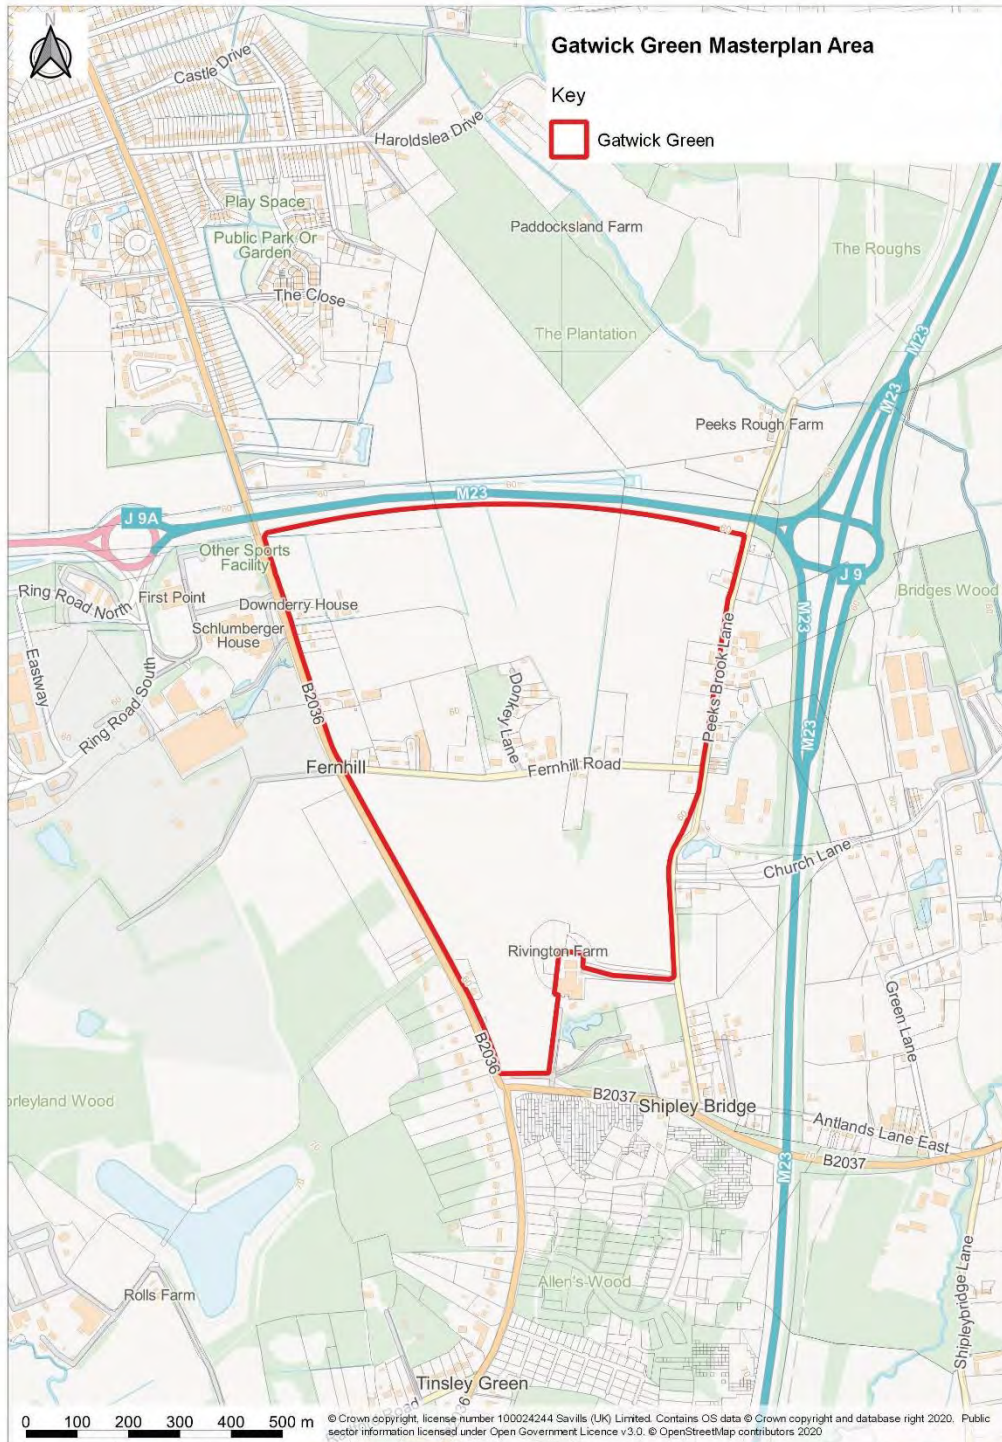 N
Gatwick Green Masterplan Area
Key
Gatwick Green
Castle Drive
Haroldslea Drive
Play Space
Public Park Or
Garden
The Close
Paddocksland Farm
The Roughs
The Plantation
M23
M23
Peeks Rough Farm
M23
J 9A
Other Sports
Facility
J 9
Ring Road North
First Point
Downderry House
Schlumberger
House
Bridges Wood
M23
Eastway
Ring Road South
B2036
Donkey Lane
Peeks Brook Lane
M23
Fernhill
Fernhill Road
Church Lane
Rivington Farm
Green Lane
B2036
orleyland Wood
B2037
Shipley Bridge
Antlands Lane East
B2037
M23
Shipleybridge Lane
Rolls Farm
Allen's Wood
Tinsley Green
0 100 200 300 400 500 m
© Crown copyright, license number 100024244 Savills (UK) Limited. Contains OS data © Crown copyright and database right 2020. Public
sector information licensed under Open Government Licence v3.0. © OpenStreetMap contributors 2020